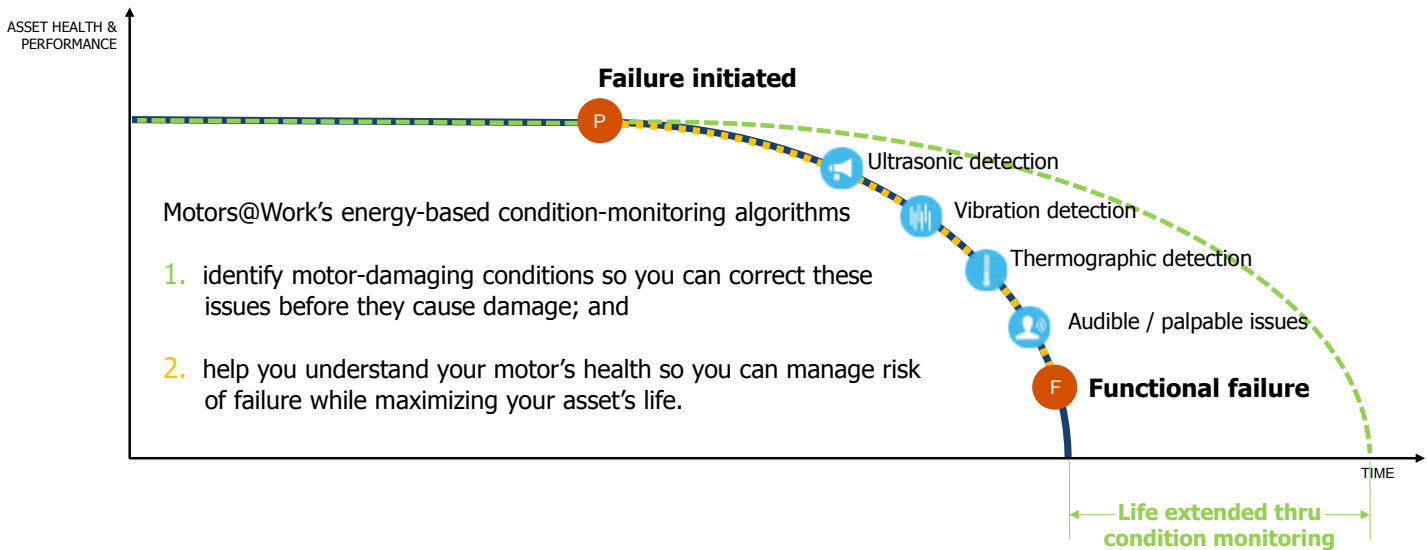 ASSET HEALTH &
PERFORMANCE
Failure initiated
P
Ultrasonic detection
Motors@Work’s energy-based condition-monitoring algorithms
Vibration detection
Thermographic detection
1. identify motor-damaging conditions so you can correct these
issues before they cause damage; and
Audible / palpable issues
2. help you understand your motor’s health so you can manage risk
of failure while maximizing your asset’s life.
F
Functional failure
TIME
Life extended thru
condition monitoring